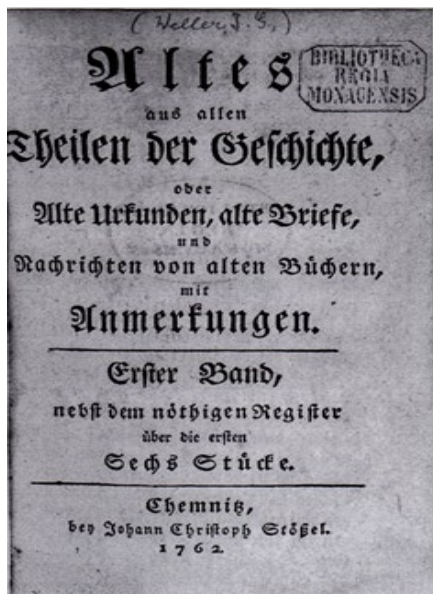 (Weller, J. G.,)
Altes
BIBLIOTHECA
REGIA
MONACENSIS
aus allen
Theilen der Geschichte,
oder
Alte Urkunden, alte Briefe,
und
Nachrichten von alten Büchern,
mit
Anmerkungen.
Erster Band,
nebst dem nöthigen Register
über die ersten
Sechs Stücke.
Chemnitz,
bey Johann Christoph Stößel.
1762